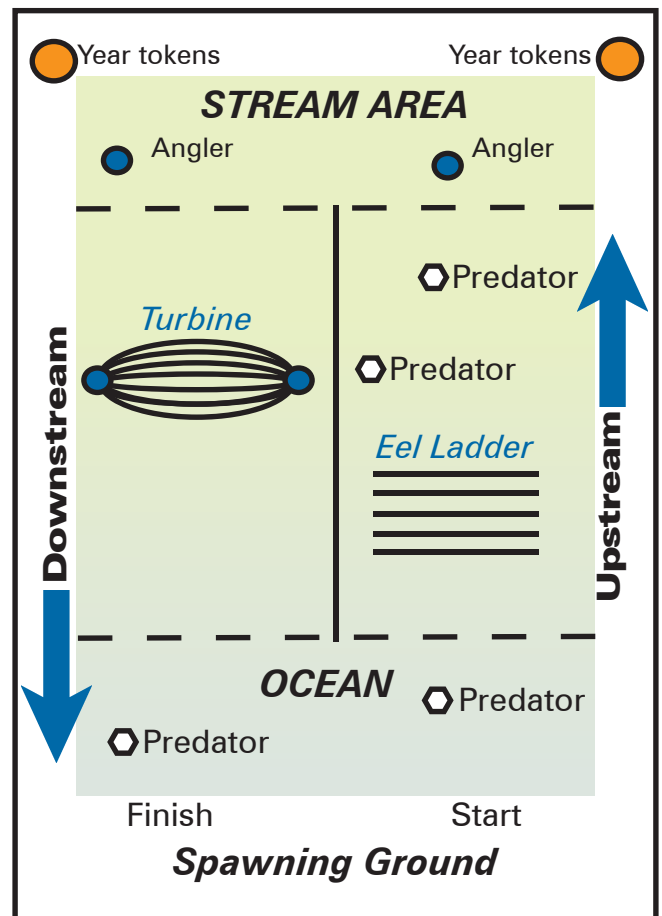 Year tokens
Year tokens
STREAM AREA
Angler
Angler
Predator
Turbine
Predator
Eel Ladder
Downstream
Upstream
OCEAN
Predator
Predator
Finish
Start
Spawning Ground